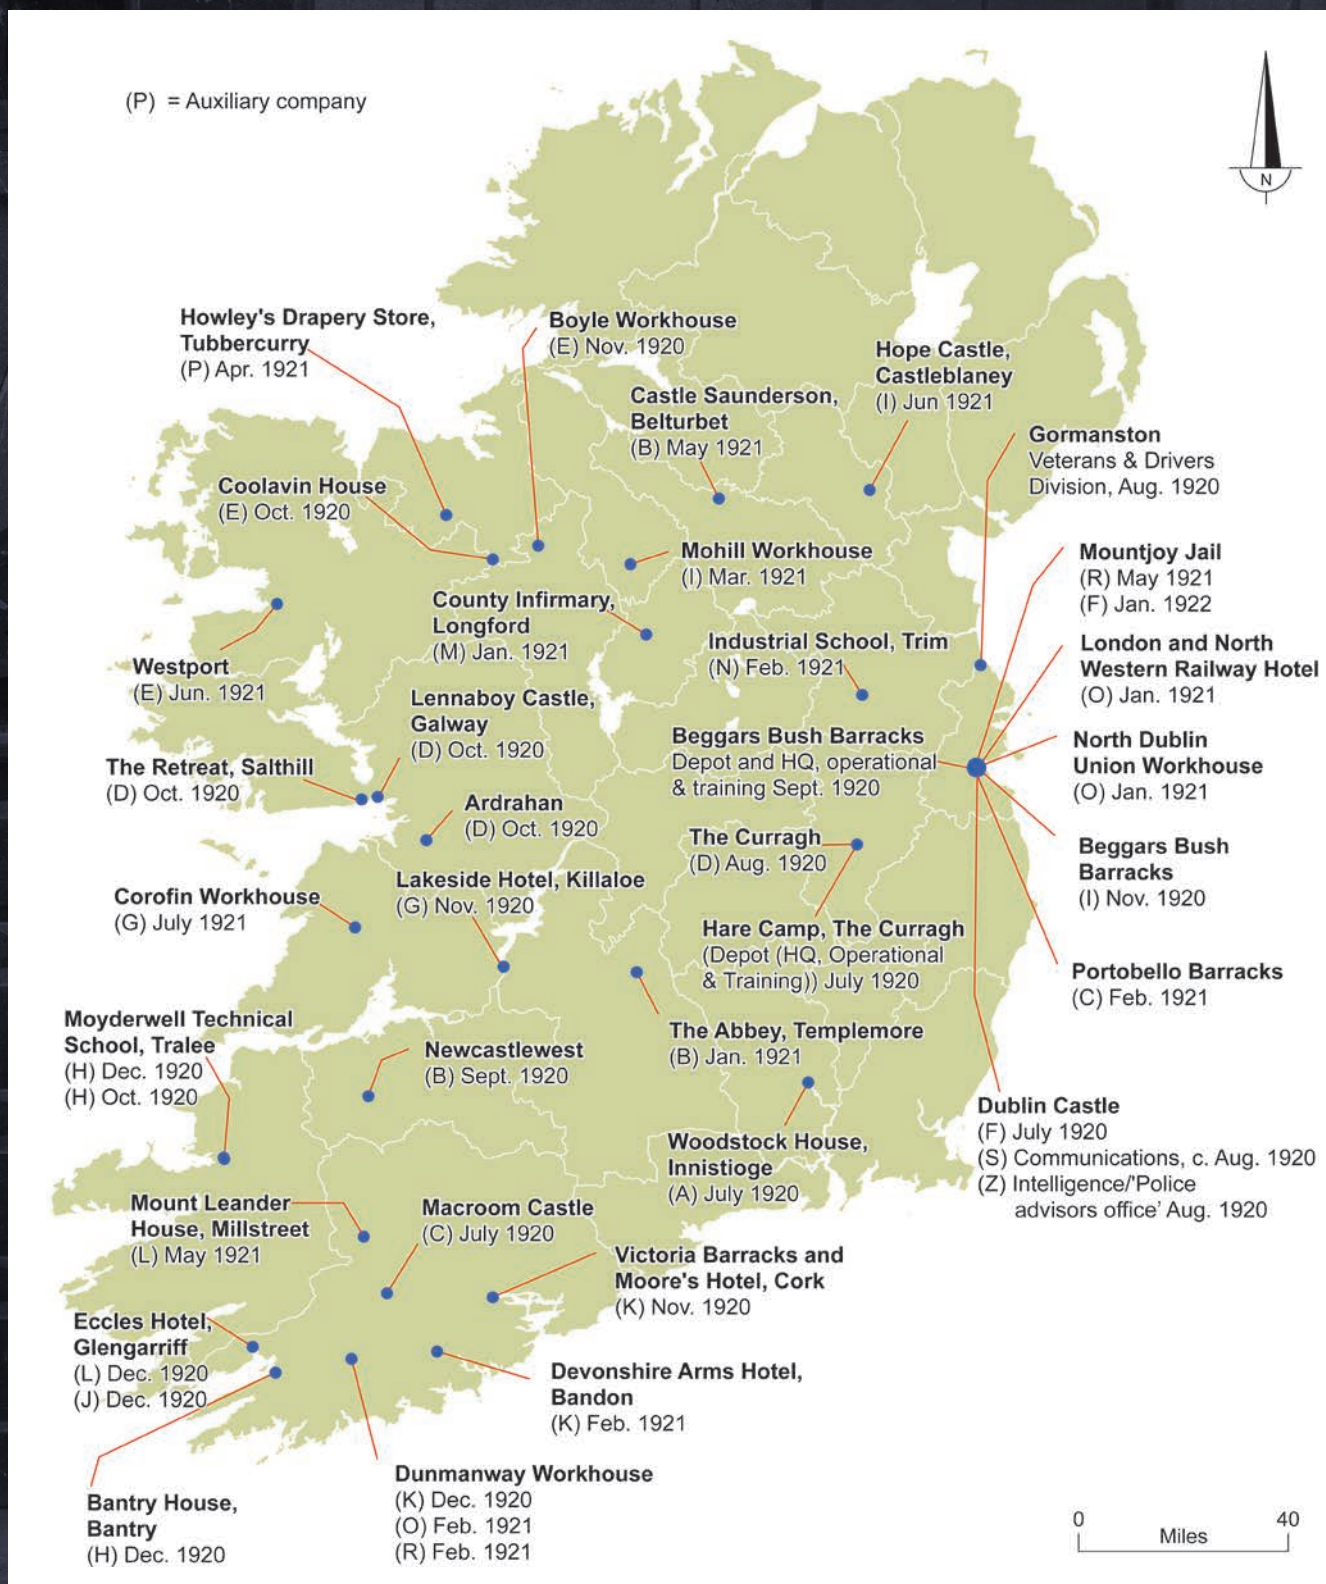 (P) = Auxiliary company
N
Howley's Drapery Store,
Tubbercurry
(P) Apr. 1921
Boyle Workhouse
(E) Nov. 1920
Hope Castle,
Castleblaney
(I) Jun 1921
Castle Saunderson,
Belturbet
(B) May 1921
Gormanston
Veterans & Drivers
Division, Aug. 1920
Coolavin House
(E) Oct. 1920
Mohill Workhouse
(I) Mar. 1921
Mountjoy Jail
(R) May 1921
(F) Jan. 1922
County Infirmary,
Longford
(M) Jan. 1921
Industrial School, Trim
(N) Feb. 1921
London and North
Western Railway Hotel
(O) Jan. 1921
Westport
(E) Jun. 1921
Lennaboy Castle,
Galway
(D) Oct. 1920
Beggars Bush Barracks
Depot and HQ, operational
& training Sept. 1920
North Dublin
Union Workhouse
(O) Jan. 1921
The Retreat, Salthill
(D) Oct. 1920
Ardrahan
(D) Oct. 1920
The Curragh
(D) Aug. 1920
Beggars Bush
Barracks
(I) Nov. 1920
Corofin Workhouse
(G) July 1921
Lakeside Hotel, Killaloe
(G) Nov. 1920
Hare Camp, The Curragh
(Depot (HQ, Operational
& Training)) July 1920
Portobello Barracks
(C) Feb. 1921
Moyderwell Technical
School, Tralee
(H) Dec. 1920
(H) Oct. 1920
Newcastlewest
(B) Sept. 1920
The Abbey, Templemore
(B) Jan. 1921
Dublin Castle
(F) July 1920
(S) Communications, c. Aug. 1920
(Z) Intelligence/'Police
advisors office' Aug. 1920
Woodstock House,
Innistioge
(A) July 1920
Mount Leander
House, Millstreet
(L) May 1921
Macroom Castle
(C) July 1920
Victoria Barracks and
Moore's Hotel, Cork
(K) Nov. 1920
Eccles Hotel,
Glengarriff
(L) Dec. 1920
(J) Dec. 1920
Devonshire Arms Hotel,
Bandon
(K) Feb. 1921
Dunmanway Workhouse
(K) Dec. 1920
(O) Feb. 1921
(R) Feb. 1921
Bantry House,
Bantry
(H) Dec. 1920
0 40
Miles